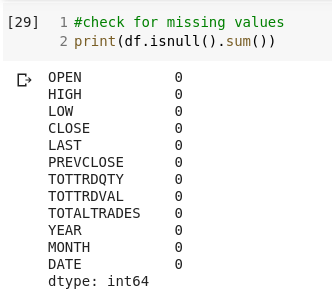 [29] 1 #check for missing values
2 print(df.isnull().sum())
OPEN 0
HIGH 0
LOW 0
CLOSE 0
LAST 0
PREVCLOSE 0
TOTTRDQTY 0
TOTTRDVAL 0
TOTALTRADES 0
YEAR 0
MONTH 0
DATE 0
dtype: int64